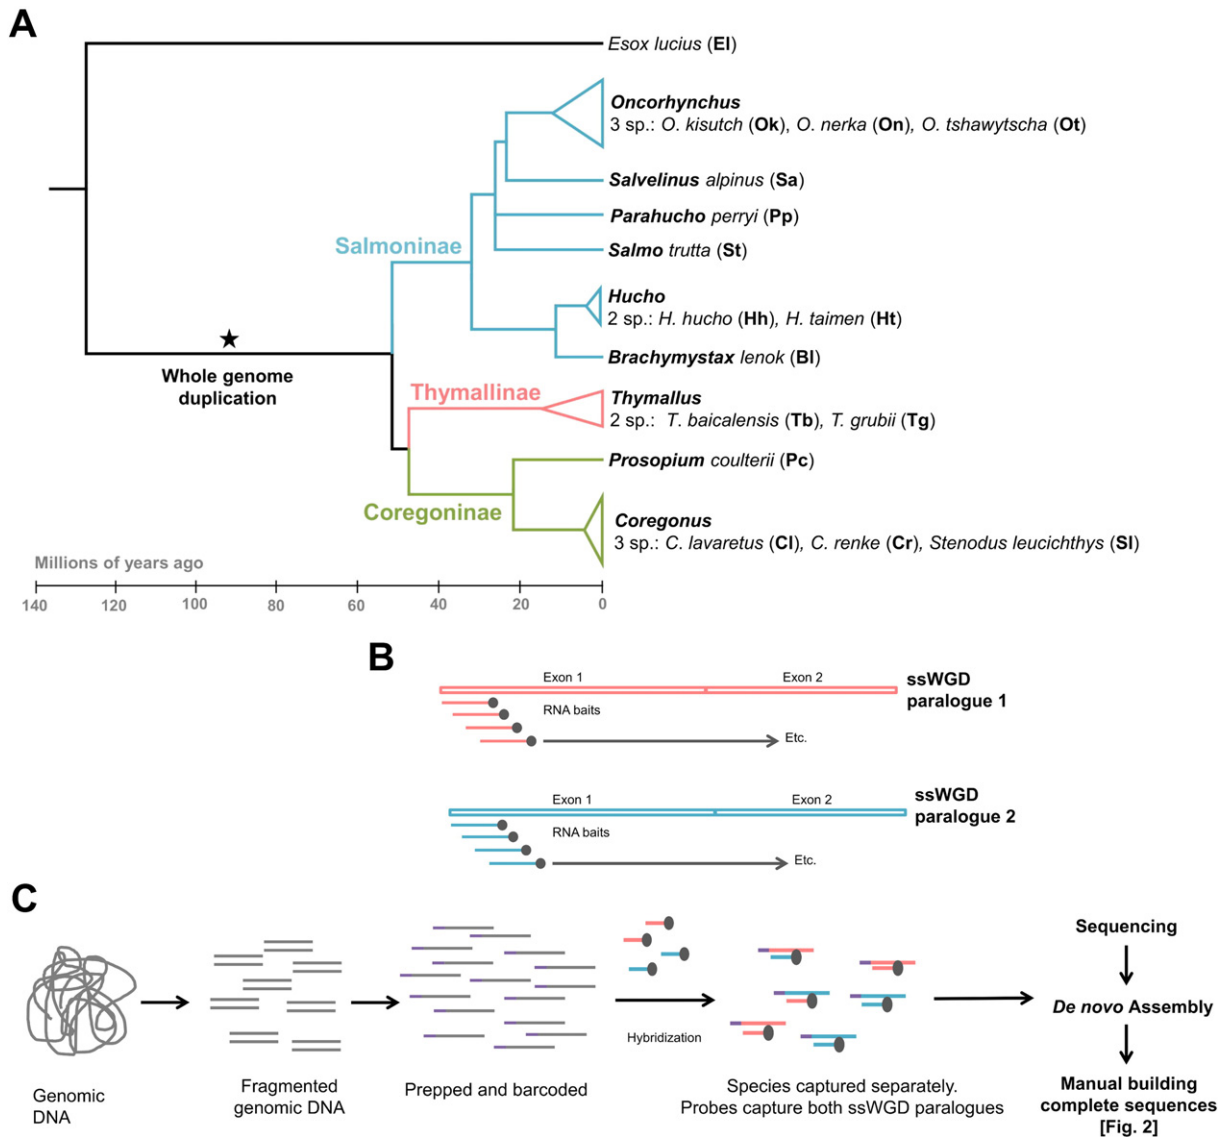 A
Esox lucius (El)
Oncorhynchus
3 sp.: O. kisutch (Ok), O. nerka (On), O. tshawytscha (Ot)
Salvelinus alpinus (Sa)
Parahucho perryi (Pp)
Salmoninae
Salmo trutta (St)
Hucho
2 sp.: H. hucho (Hh), H. taimen (Ht)
Brachymystax lenok (Bl)
Whole genome
duplication
Thymallinae
Thymallus
2 sp.: T. baicalensis (Tb), T. grubii (Tg)
Prosopium coulterii (Pc)
Coregoninae
Coregonus
3 sp.: C. lavaretus (Cl), C. renke (Cr), Stenodus leucichthys (Sl)
Millions of years ago
140 120 100 80 60 40 20 0
B
Exon 1 Exon 2
ssWGD
paralogue 1
RNA baits
Etc.
Exon 1 Exon 2
ssWGD
paralogue 2
RNA baits
Etc.
C
Genomic
DNA
Fragmented
genomic DNA
Prepped and barcoded
Hybridization
Species captured separately.
Probes capture both ssWGD paralogues
Sequencing
De novo Assembly
Manual building
complete sequences
[Fig. 2]